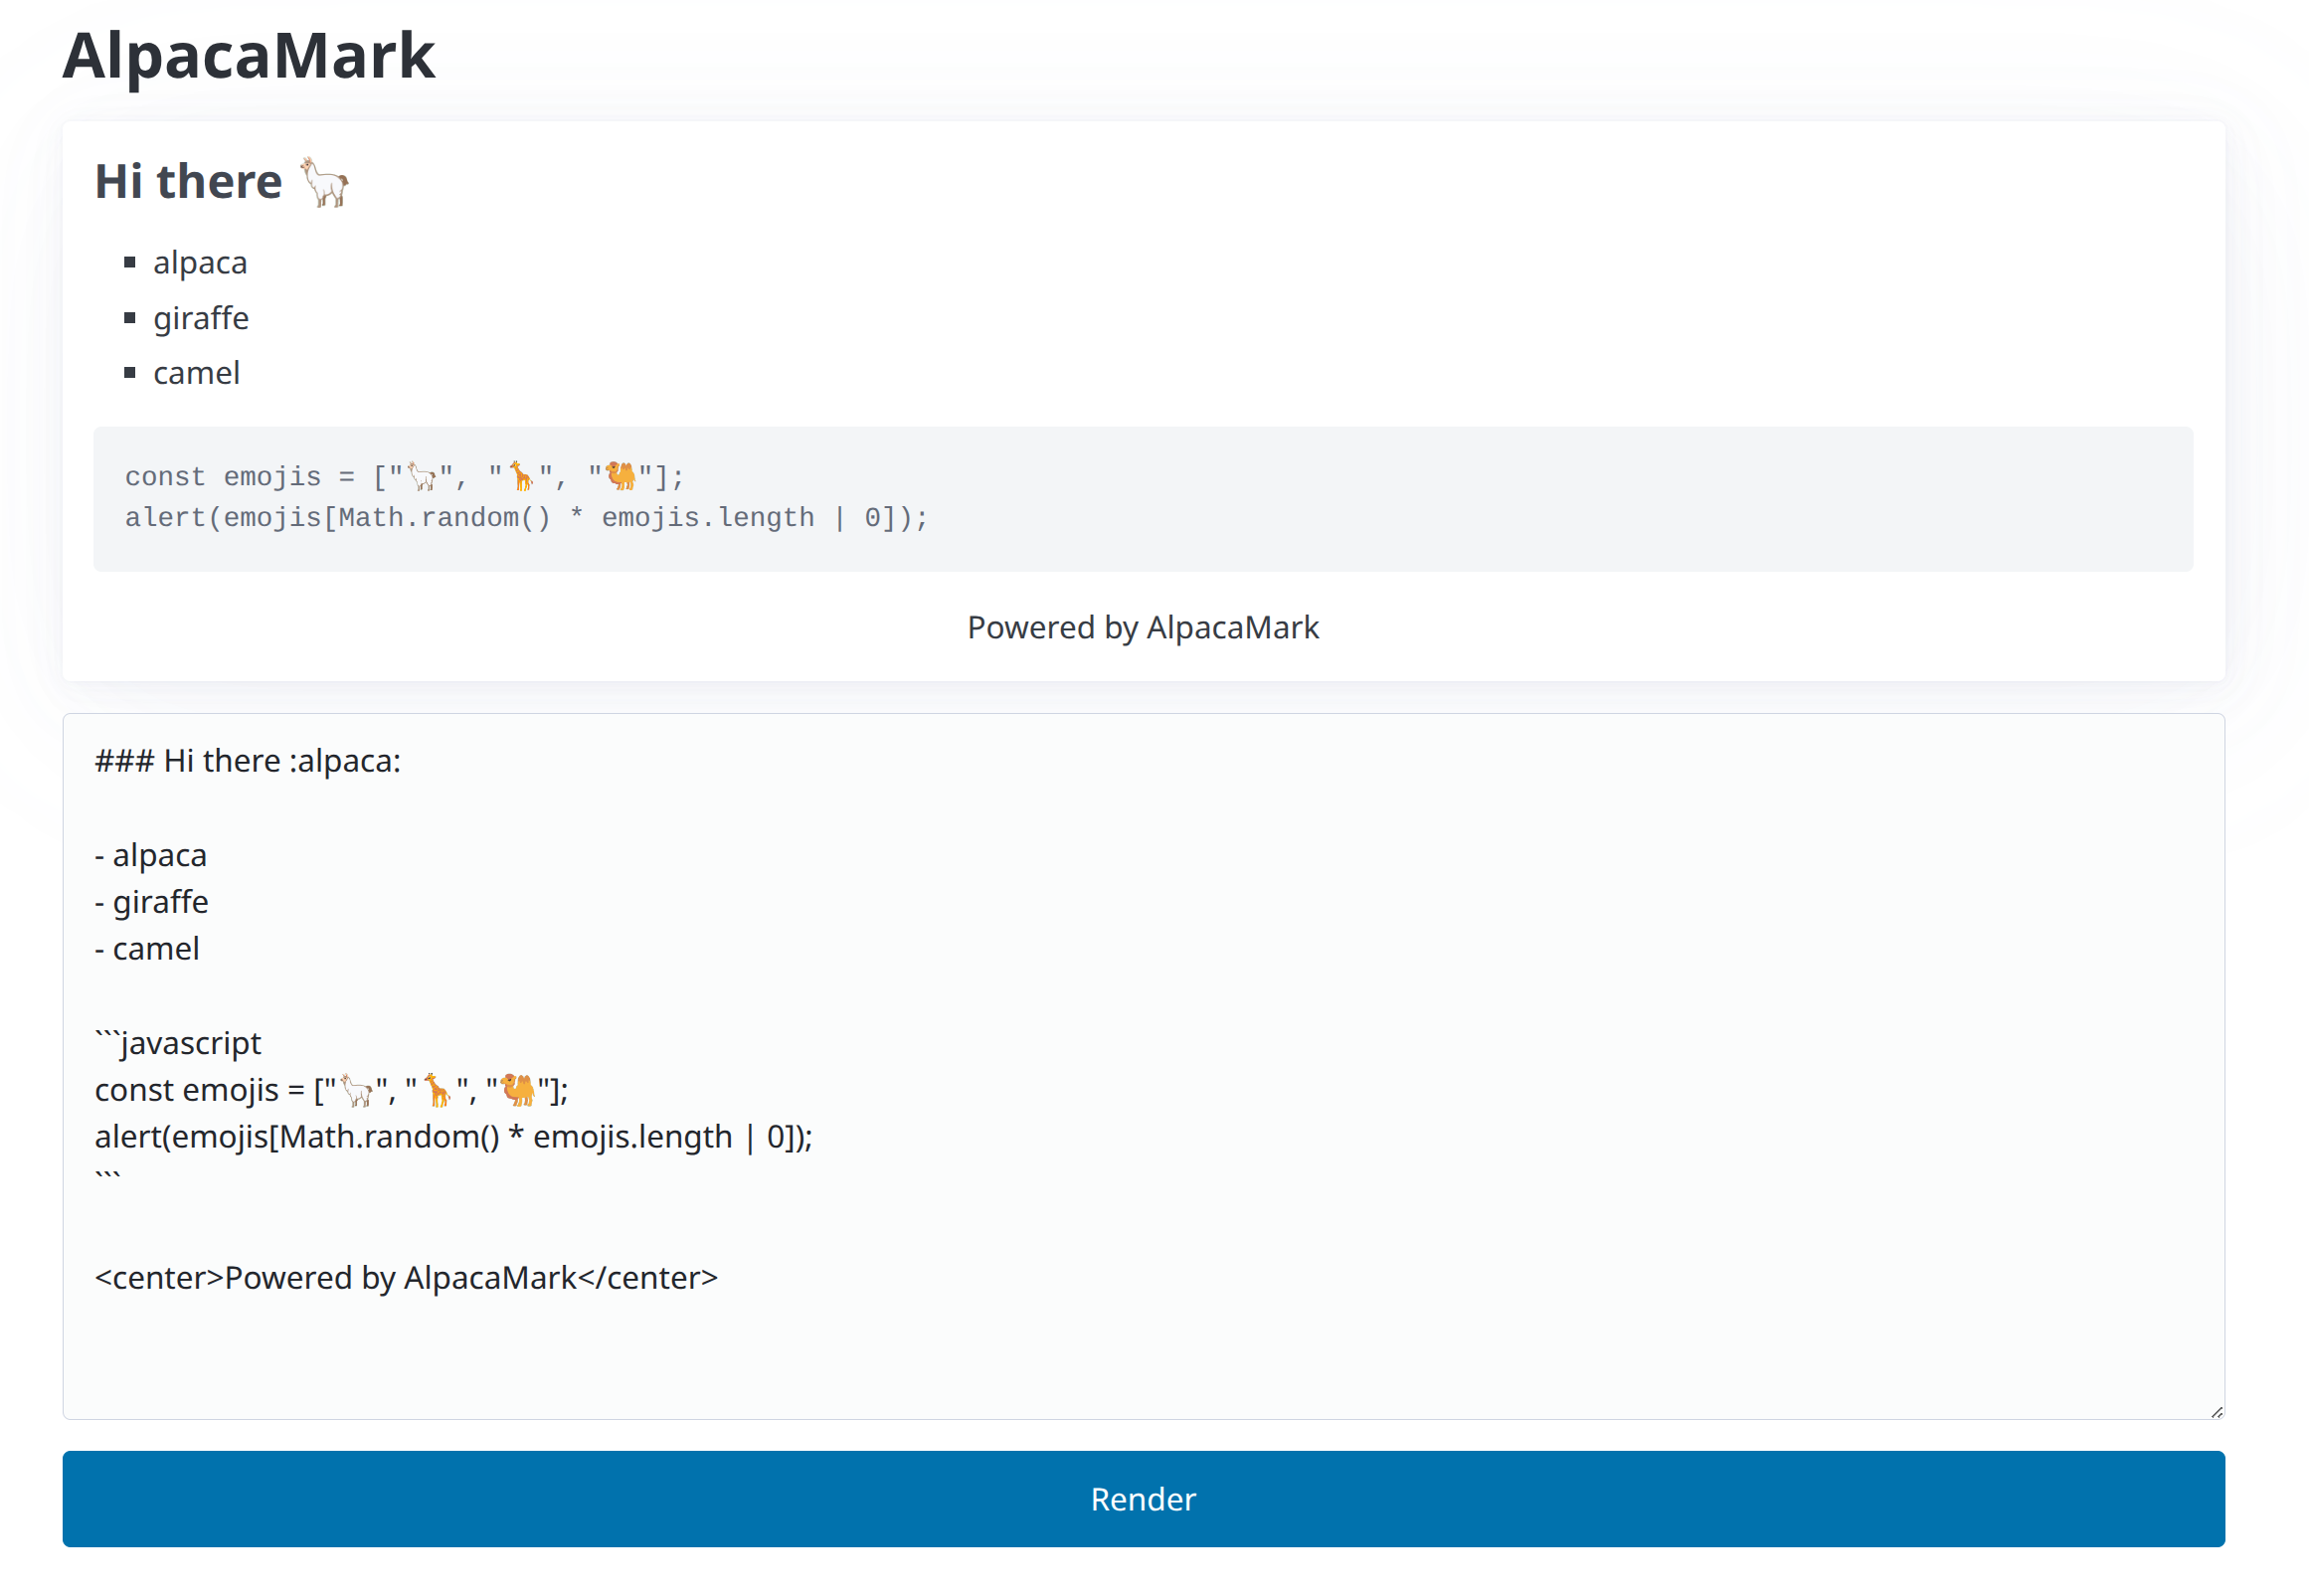 AlpacaMark
Hi there 🦙
alpaca
giraffe
camel
const emojis = ["🦙", "🦒", "🐫"];
alert(emojis[Math.random() * emojis.length | 0]);
Powered by AlpacaMark
### Hi there :alpaca:
- alpaca
- giraffe
- camel
```javascript
const emojis = ["🦙", "🦒", "🐫"];
alert(emojis[Math.random() * emojis.length | 0]);
```
<center>Powered by AlpacaMark</center>
Render